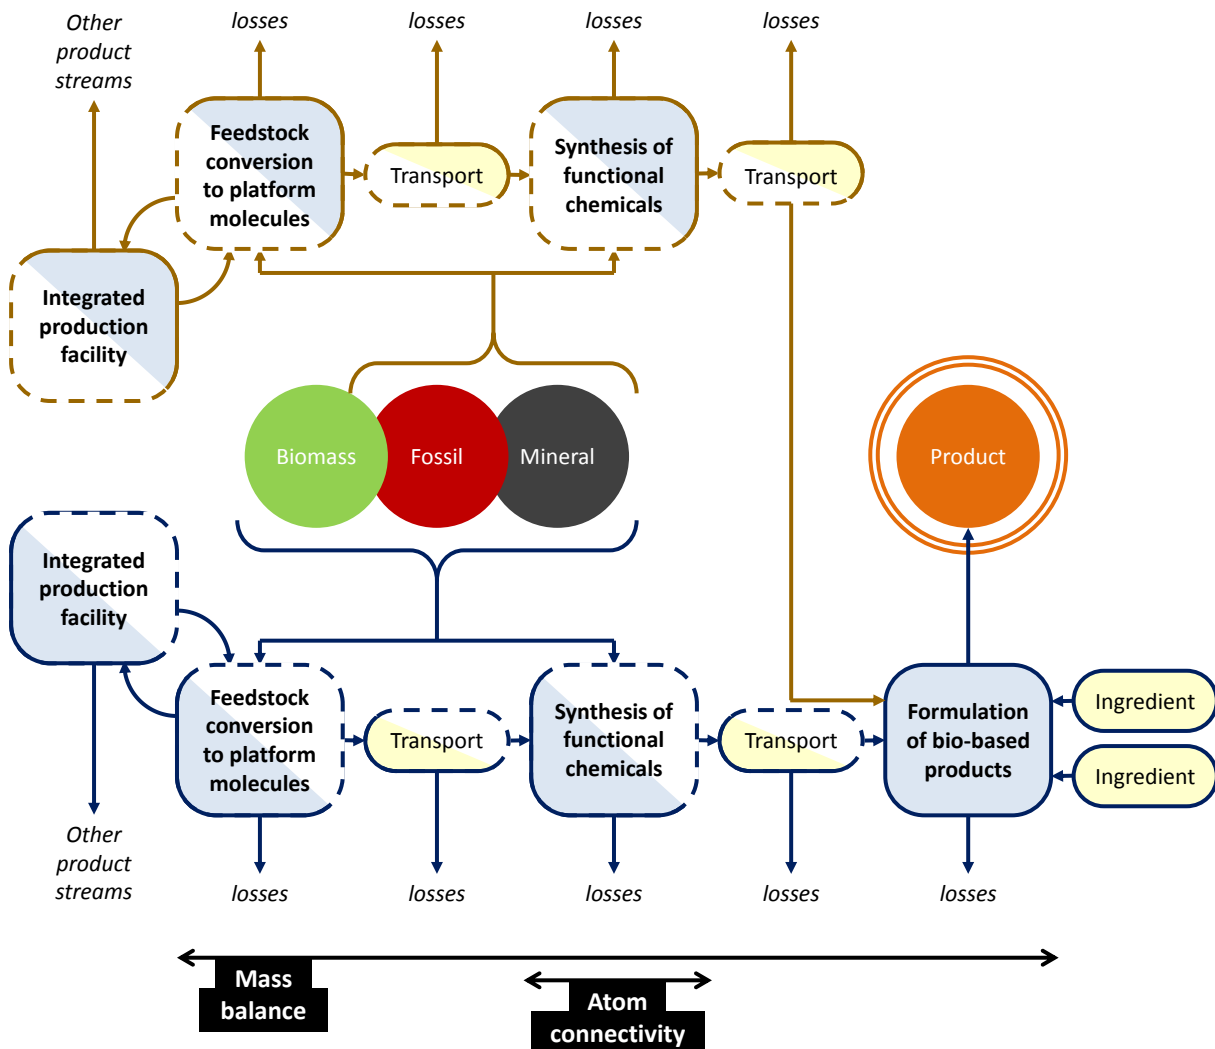 Other
product
streams
losses
losses
losses
losses
Feedstock
conversion
to platform
molecules
Transport
Synthesis of
functional
chemicals
Transport
Integrated
production
facility
Biomass
Fossil
Mineral
Product
Integrated
production
facility
Feedstock
conversion
to platform
molecules
Transport
Synthesis of
functional
chemicals
Transport
Formulation
of bio-based
products
Ingredient
Ingredient
Other
product
streams
losses
losses
losses
losses
losses
Mass
balance
Atom
connectivity